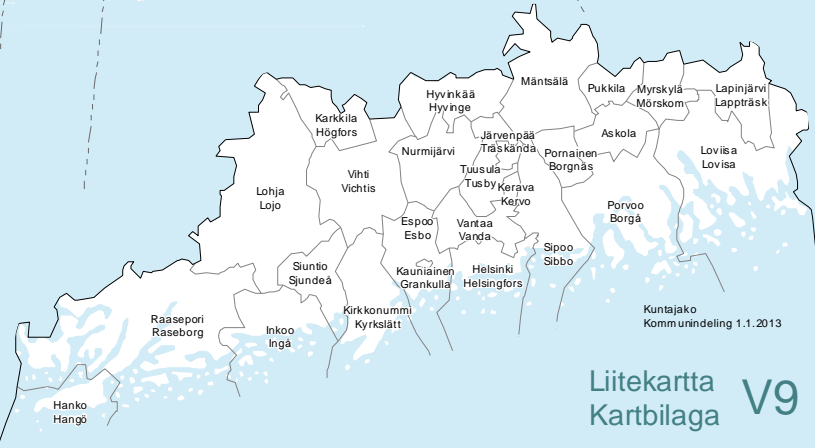 Mäntsälä
Hyvinkää
Hyvinge
Pukkila
Myrskylä
Mörskom
Lapinjärvi
Lappträsk
Karkkila
Högfors
Järvenpää
Träskända
Askola
Nurmijärvi
Pornainen
Borgnäs
Loviisa
Lovisa
Vihti
Vichtis
Tuusula
Tusby
Kerava
Kervo
Lohja
Lojo
Porvoo
Borgå
Espoo
Esbo
Vantaa
Vanda
Sipoo
Sibbo
Siuntio
Sjundeå
Kauniainen
Grankulla
Helsinki
Helsingfors
Raasepori
Raseborg
Inkoo
Ingå
Kirkkonummi
Kyrkslätt
Kuntajako
Kommunindeling 1.1.2013
Hanko
Hangö
Liitekartta
Kartbilaga
V9